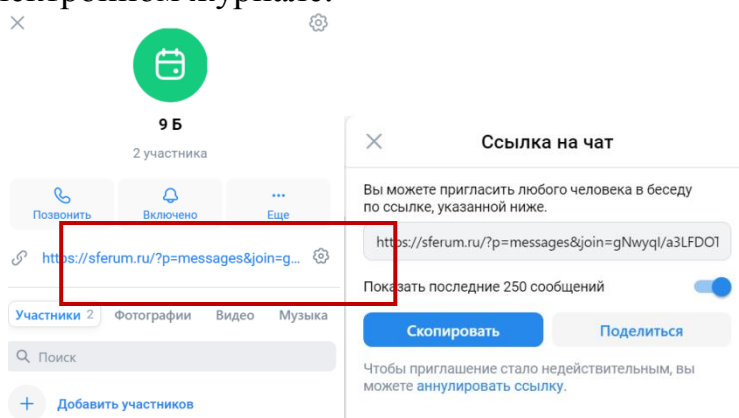 лектронном журнале.
9 Б
2 участника
Позвонить Включено Еще
https://sferum.ru/?p=messages&join=g...
Участники 2 Фотографии Видео Музыка
Поиск
Добавить участников
Ссылка на чат
Вы можете пригласить любого человека в беседу
по ссылке, указанной ниже.
https://sferum.ru/?p=messages&join=gNwyqI/a3LFDOT
Показать последние 250 сообщений
Скопировать Поделиться
Чтобы приглашение стало недействительным, вы
можете аннулировать ссылку.